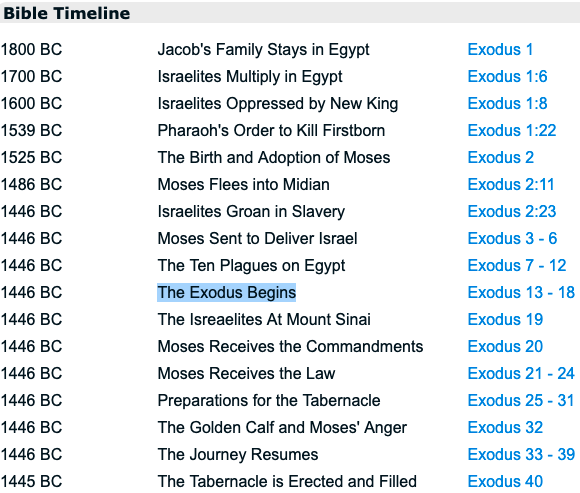 Bible Timeline
1800 BC Jacob's Family Stays in Egypt Exodus 1
1700 BC Israelites Multiply in Egypt Exodus 1:6
1600 BC Israelites Oppressed by New King Exodus 1:8
1539 BC Pharaoh's Order to Kill Firstborn Exodus 1:22
1525 BC The Birth and Adoption of Moses Exodus 2
1486 BC Moses Flees into Midian Exodus 2:11
1446 BC Israelites Groan in Slavery Exodus 2:23
1446 BC Moses Sent to Deliver Israel Exodus 3 - 6
1446 BC The Ten Plagues on Egypt Exodus 7 - 12
1446 BC The Exodus Begins Exodus 13 - 18
1446 BC The Isreaelites At Mount Sinai Exodus 19
1446 BC Moses Receives the Commandments Exodus 20
1446 BC Moses Receives the Law Exodus 21 - 24
1446 BC Preparations for the Tabernacle Exodus 25 - 31
1446 BC The Golden Calf and Moses' Anger Exodus 32
1446 BC The Journey Resumes Exodus 33 - 39
1445 BC The Tabernacle is Erected and Filled Exodus 40